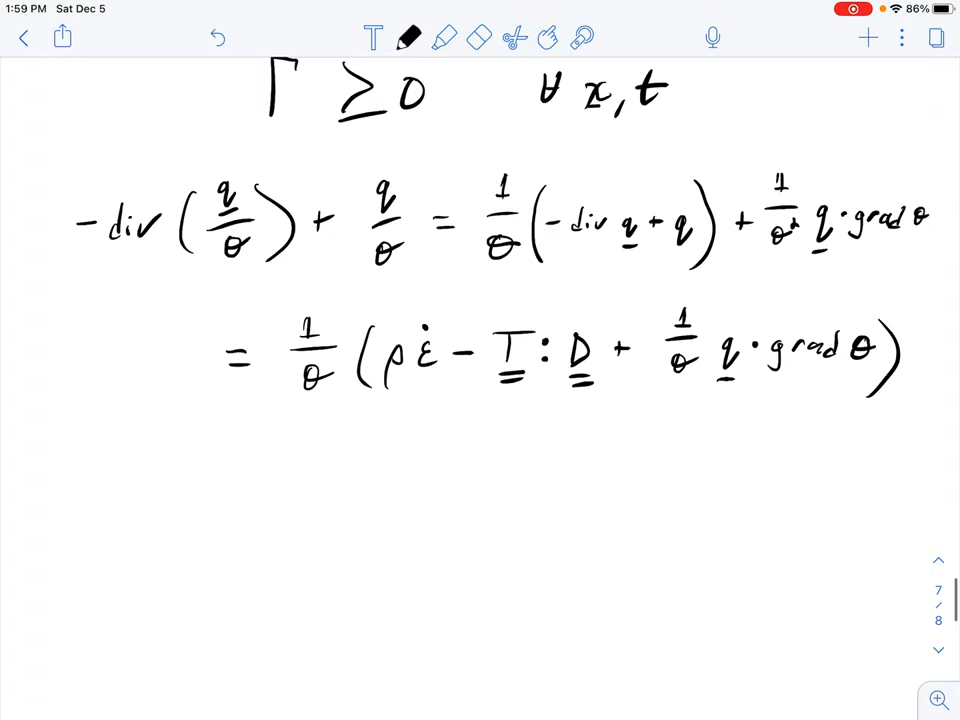 1:59 PM Sat Dec 5 86%
T
Γ ≥ 0 ∀ x, t
- div (q/θ) + q/θ = 1/θ (- div q + q) + 1/θ² q · grad θ
= 1/θ (ρ ε̇ - T : D + 1/θ q · grad θ)
7
/
8